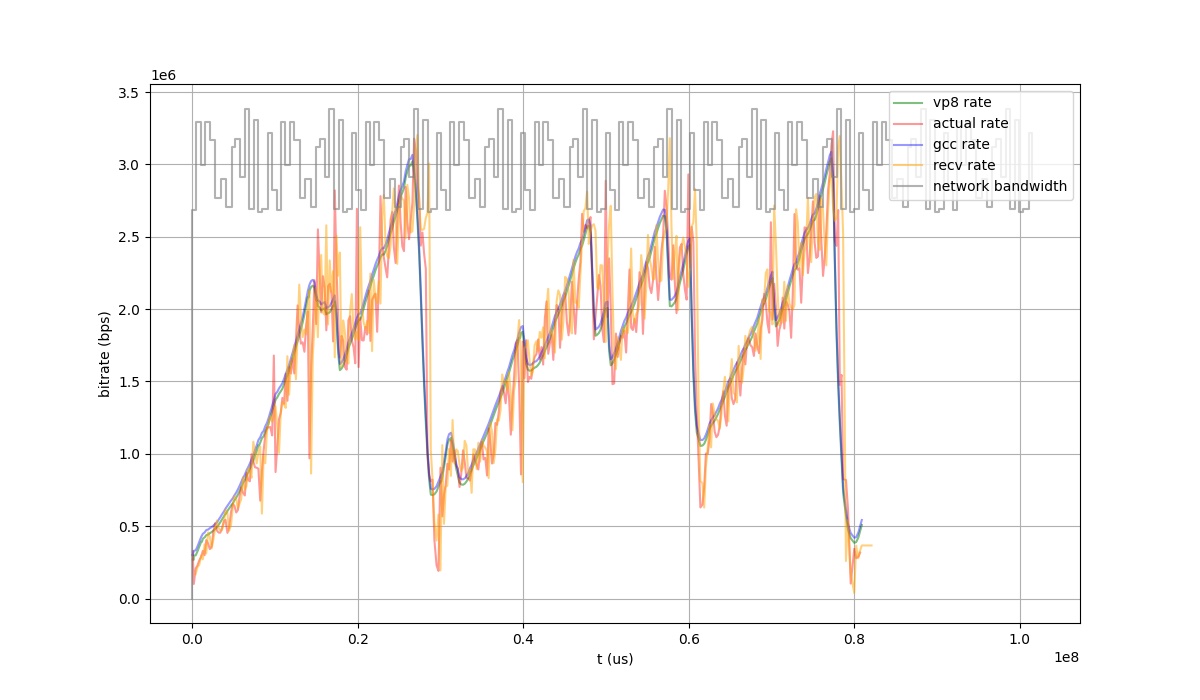 1e6
3.5
3.0
2.5
2.0
1.5
1.0
0.5
0.0
bitrate (bps)
vp8 rate
actual rate
gcc rate
recv rate
network bandwidth
0.0 0.2 0.4 0.6 0.8 1.0
t (us)
1e8